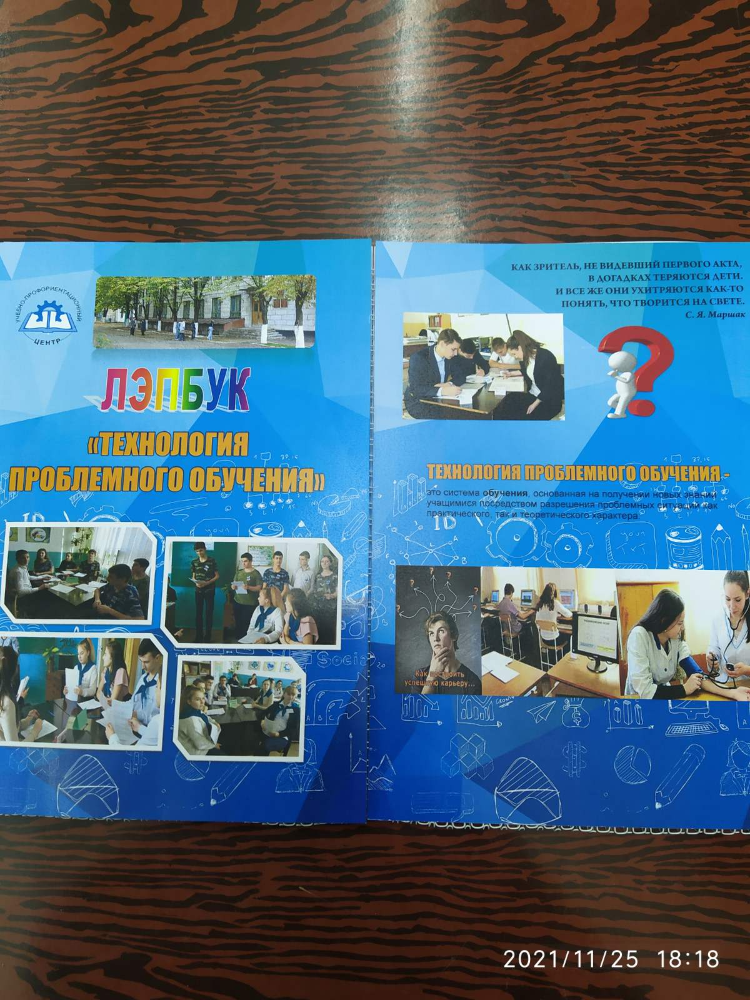 УЧЕБНО-ПРОФОРИЕНТАЦИОННЫЙ
ЦЕНТР
ЛЭПБУК
«ТЕХНОЛОГИЯ
ПРОБЛЕМНОГО ОБУЧЕНИЯ»
Socia
КАК ЗРИТЕЛЬ, НЕ ВИДЕВШИЙ ПЕРВОГО АКТА,
В ДОГАДКАХ ТЕРЯЮТСЯ ДЕТИ.
И ВСЕ ЖЕ ОНИ УХИТРЯЮТСЯ КАК-ТО
ПОНЯТЬ, ЧТО ТВОРИТСЯ НА СВЕТЕ.
С. Я. Маршак
ТЕХНОЛОГИЯ ПРОБЛЕМНОГО ОБУЧЕНИЯ -
это система обучения, основанная на получении новых знаний
учащимися посредством разрешения проблемных ситуаций как
практического, так и теоретического характера.
1D
your
Как построить
успешную карьеру...
2021/11/25 18:18